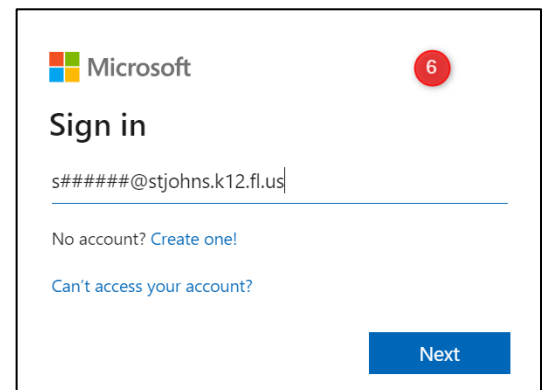 Microsoft
6
Sign in
s######@stjohns.k12.fl.us
No account? Create one!
Can't access your account?
Next